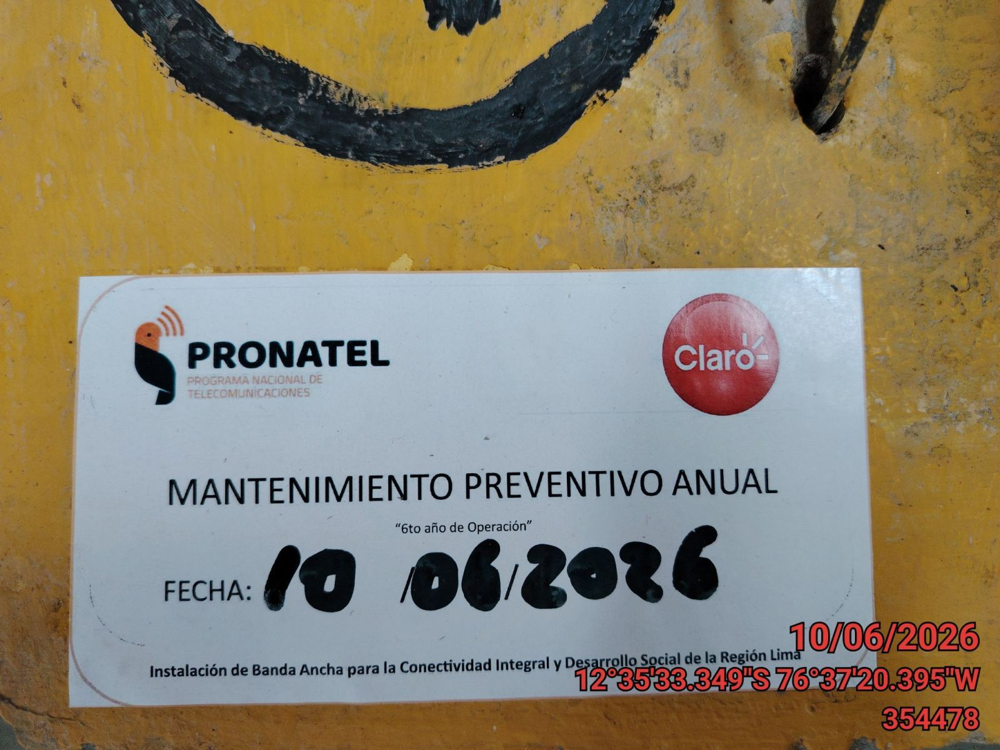 PRONATEL
PROGRAMA NACIONAL DE
TELECOMUNICACIONES
Claro
MANTENIMIENTO PREVENTIVO ANUAL
“6to año de Operación”
FECHA: 10 /06/2026
Instalación de Banda Ancha para la Conectividad Integral y Desarrollo Social de la Región Lima
10/06/2026
12°35'33.349"S 76°37'20.395"W
354478